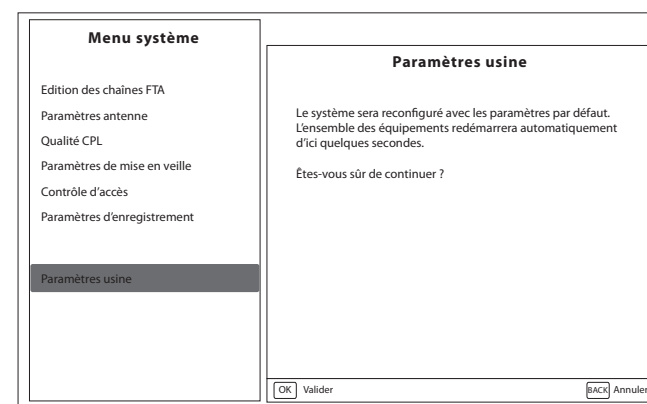 Menu système
Edition des chaînes FTA
Paramètres antenne
Qualité CPL
Paramètres de mise en veille
Contrôle d’accès
Paramètres d’enregistrement
Paramètres usine
Paramètres usine
Le système sera reconfiguré avec les paramètres par défaut.
L’ensemble des équipements redémarrera automatiquement
d’ici quelques secondes.
Êtes-vous sûr de continuer ?
OK Valider
BACK Annuler